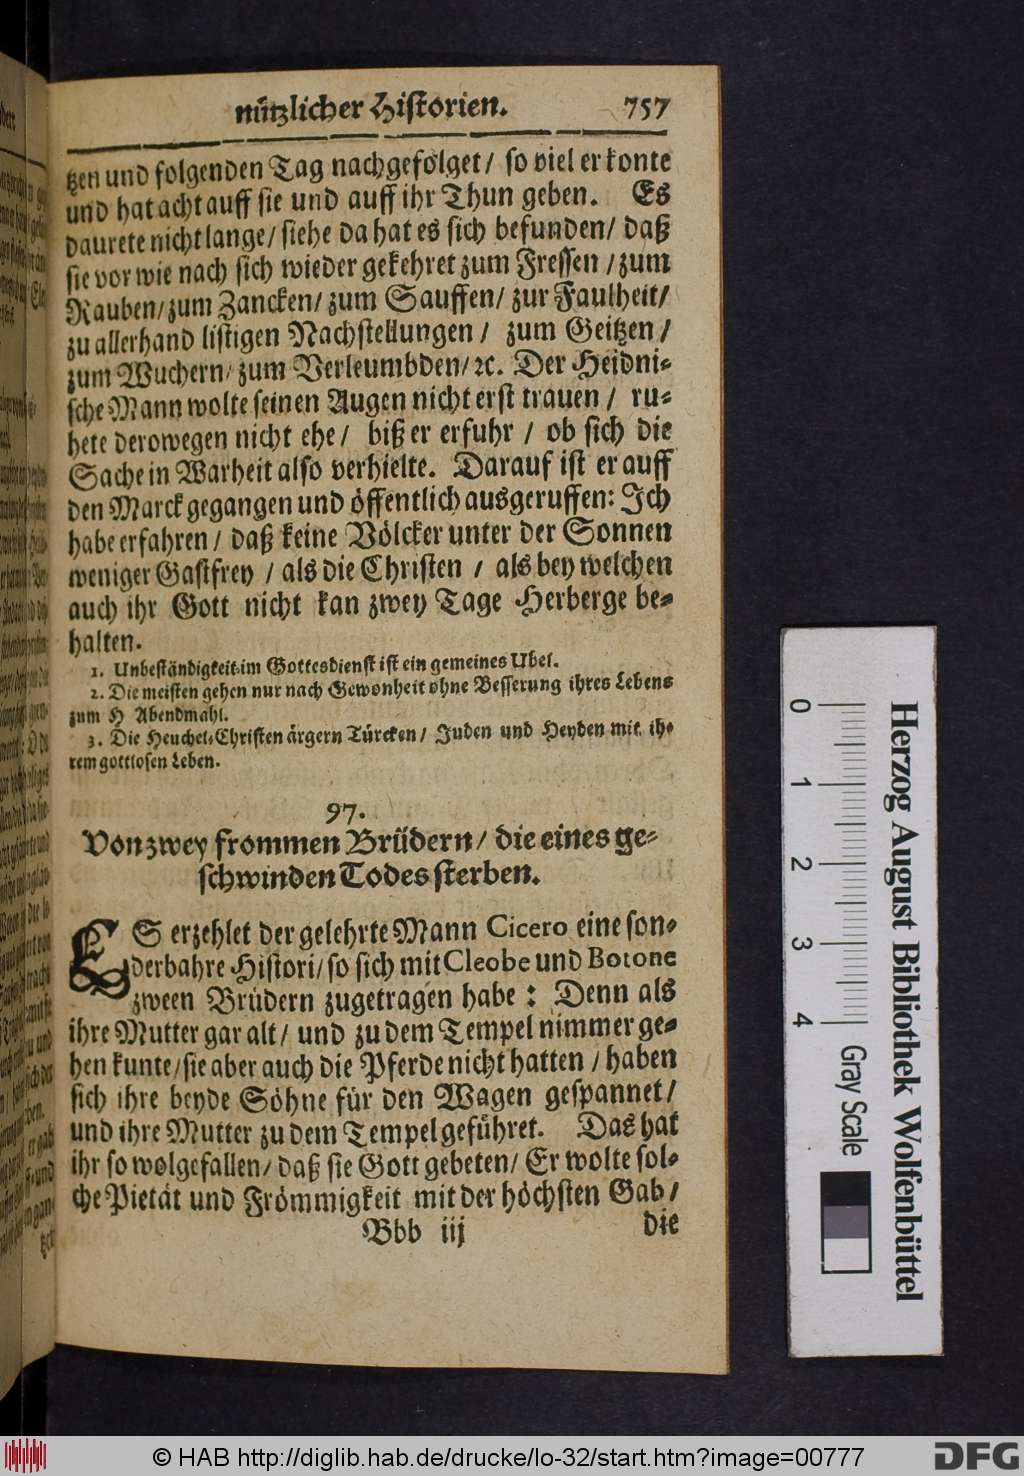 nützlicher Historien. 757
tzen und folgenden Tag nachgefolget/ so viel er konte
und hat acht auff sie und auff ihr Thun geben. Es
daurete nicht lange/ siehe da hat es sich befunden/ daß
sie vor wie nach sich wieder gekehret zum Fressen / zum
Rauben/ zum Zancken/ zum Sauffen/ zur Faulheit/
zu allerhand listigen Nachstellungen / zum Geitzen /
zum Wuchern/ zum Verleumbden/ ꝛc. Der Heidni-
sche Mann wolte seinen Augen nicht erst trauen / ru-
hete derowegen nicht ehe / biß er erfuhr / ob sich die
Sache in Warheit also verhielte. Darauf ist er auff
den Marck gegangen und öffentlich ausgeruffen: Ich
habe erfahren / daß keine Völcker unter der Sonnen
weniger Gastfrey / als die Christen / als bey welchen
auch ihr Gott nicht kan zwey Tage Herberge be-
halten.
1. Unbeständigkeit im Gottesdienst ist ein gemeines Ubel.
2. Die meisten gehen nur nach Gewonheit ohne Besserung ihres Lebens
zum H Abendmahl.
3. Die Heuchel-Christen ärgern Türcken / Juden und Heyden mit ih-
rem gottlosen Leben.
97.
Von zwey frommen Brüdern / die eines ge-
schwinden Todes sterben.
ES erzehlet der gelehrte Mann Cicero eine son-
derbahre Histori/ so sich mit Cleobe und Botone
zween Brüdern zugetragen habe : Denn als
ihre Mutter gar alt / und zu dem Tempel nimmer ge-
hen kunte/ sie aber auch die Pferde nicht hatten / haben
sich ihre beyde Söhne für den Wagen gespannet/
und ihre Mutter zu dem Tempel geführet. Das hat
ihr so wolgefallen/ daß sie Gott gebeten/ Er wolte sol-
che Pietät und Frömmigkeit mit der höchsten Gab /
Bbb iij die
Herzog August Bibliothek Wolfenbüttel
0 1 2 3 4 Gray Scale
© HAB http://diglib.hab.de/drucke/lo-32/start.htm?image=00777
DFG